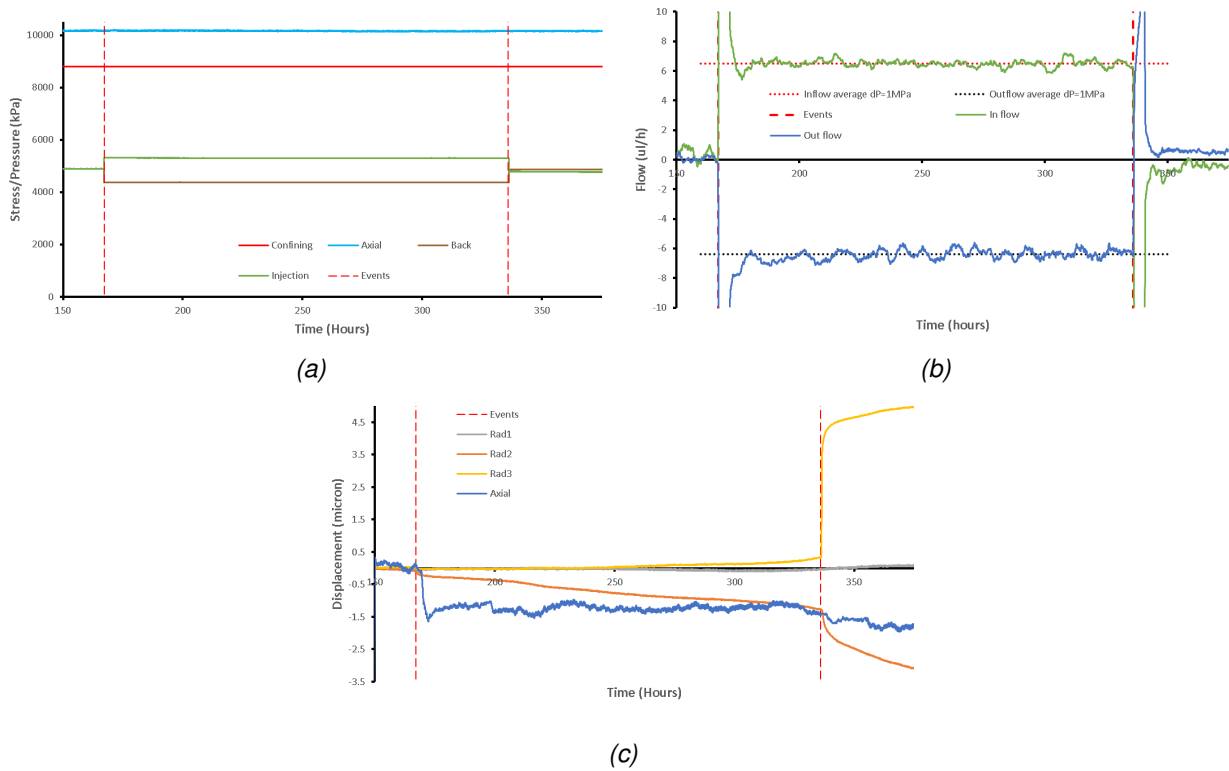 10000
8000
6000
4000
2000
0
Stress/Pressure (kPa)
Confining
Axial
Back
Injection
Events
150
200
250
300
350
Time (Hours)
(a)
10
8
6
4
2
0
-2
-4
-6
-8
-10
Flow (ul/h)
Inflow average dP=1MPa
Outflow average dP=1MPa
Events
In flow
Out flow
150
200
250
300
350
Time (hours)
(b)
4.5
3.5
2.5
1.5
0.5
-0.5
-1.5
-2.5
-3.5
Displacement (micron)
Events
Rad1
Rad2
Rad3
Axial
150
200
250
300
350
Time (Hours)
(c)